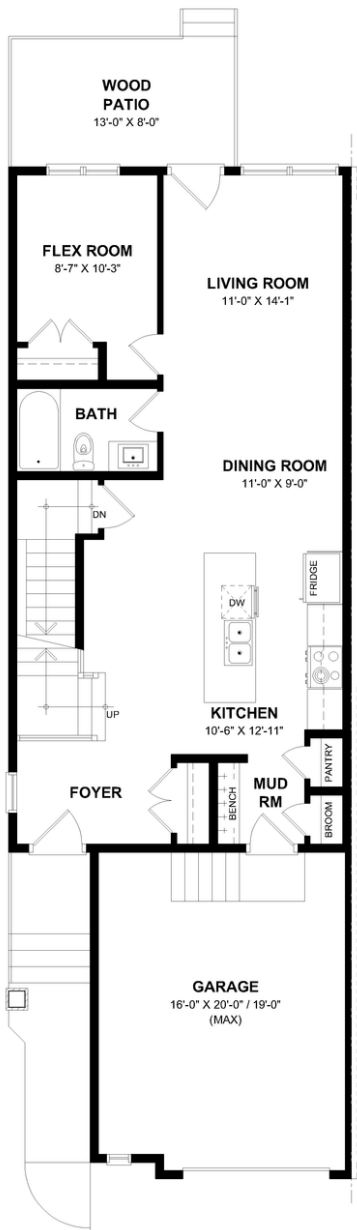 WOOD
PATIO
13'-0" X 8'-0"
FLEX ROOM
8'-7" X 10'-3"
LIVING ROOM
11'-0" X 14'-1"
BATH
DINING ROOM
11'-0" X 9'-0"
DN
FRIDGE
DW
UP
KITCHEN
10'-6" X 12'-11"
FOYER
BENCH
MUD
RM
PANTRY
BROOM
GARAGE
16'-0" X 20'-0" / 19'-0"
(MAX)